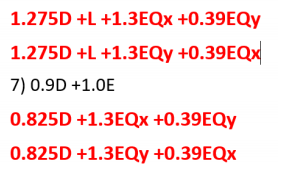 1.275D +L +1.3EQx +0.39EQy
1.275D +L +1.3EQy +0.39EQx
7) 0.9D +1.0E
0.825D +1.3EQx +0.39EQy
0.825D +1.3EQy +0.39EQx